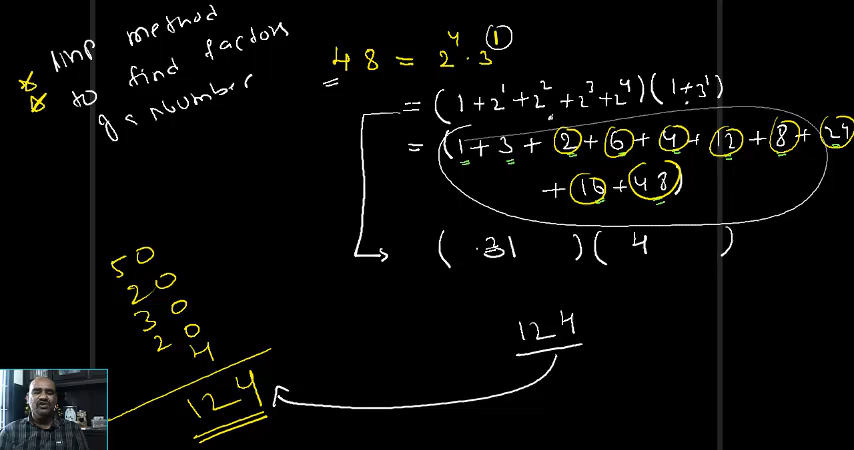 Imp method
to find factors
of a number
48 = 2⁴ · 3¹
= (1+2¹+2²+2³+2⁴)(1+3¹)
= (1+3+2+6+4+12+8+24
+16+48)
(31)(4)
124
50
20
30
20
4
124